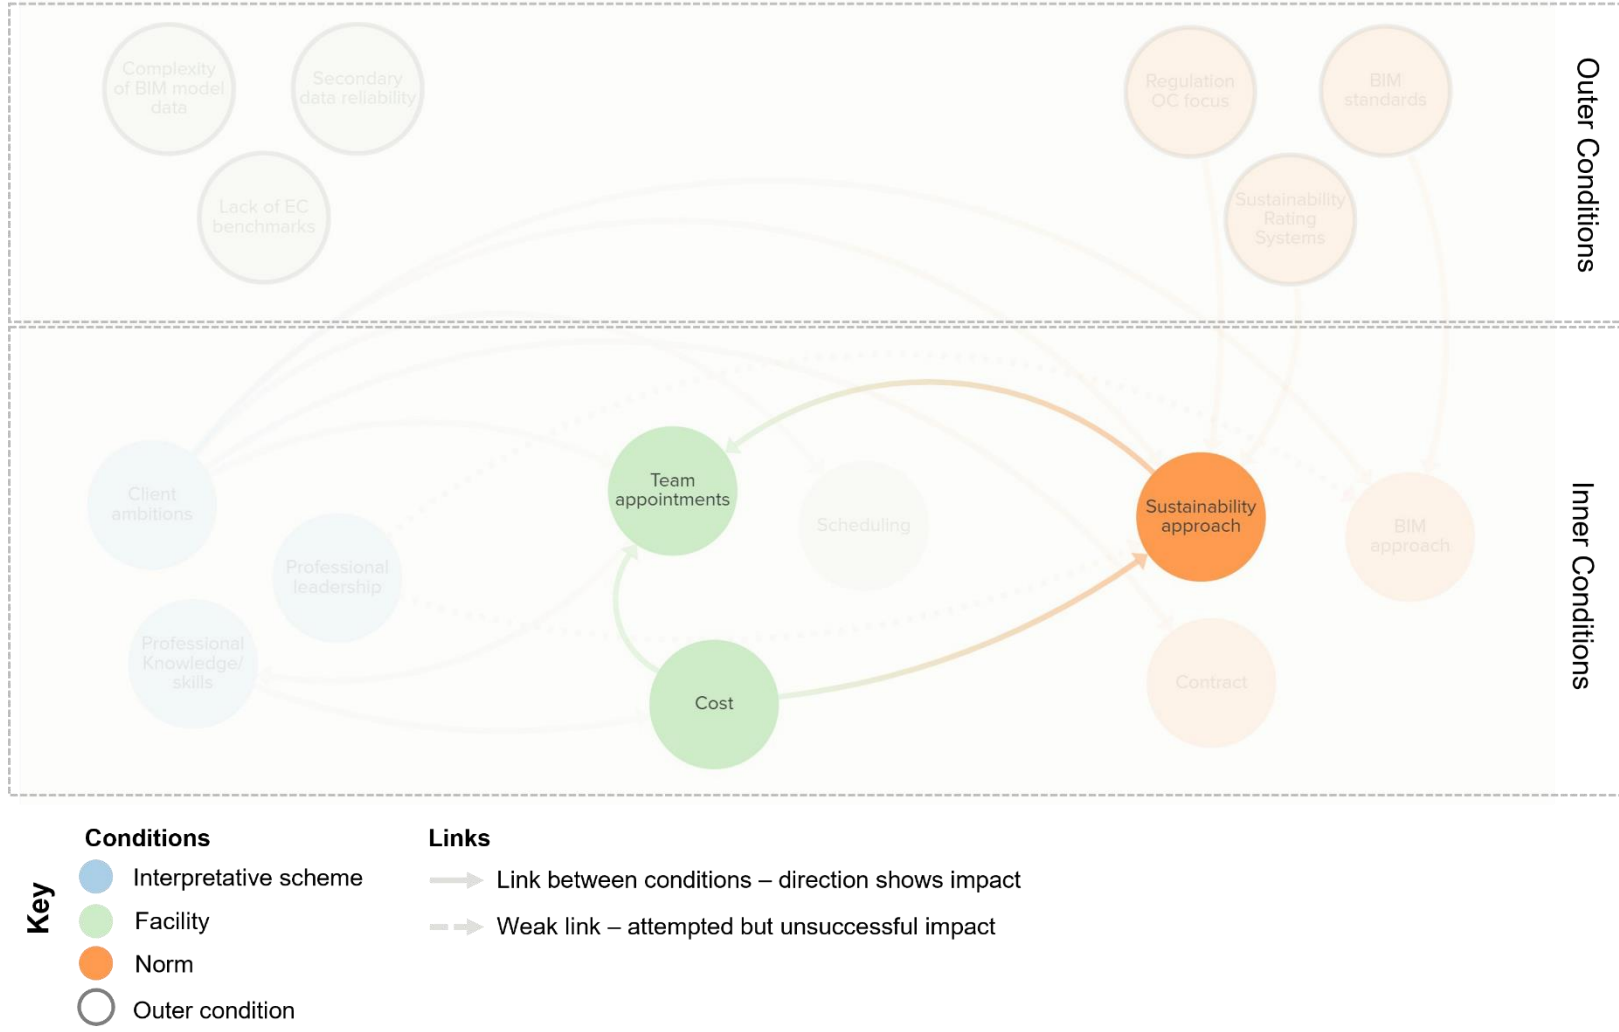 Complexity
of BIM model
data
Secondary
data reliability
Lack of EC
benchmarks
Regulation
OC focus
BIM
standards
Sustainability
Rating
Systems
Outer Conditions
Client
ambitions
Professional
leadership
Professional
Knowledge/
skills
Team
appointments
Scheduling
Cost
Sustainability
approach
BIM
approach
Contract
Inner Conditions
Key
Conditions
Interpretative scheme
Facility
Norm
Outer condition
Links
Link between conditions – direction shows impact
Weak link – attempted but unsuccessful impact